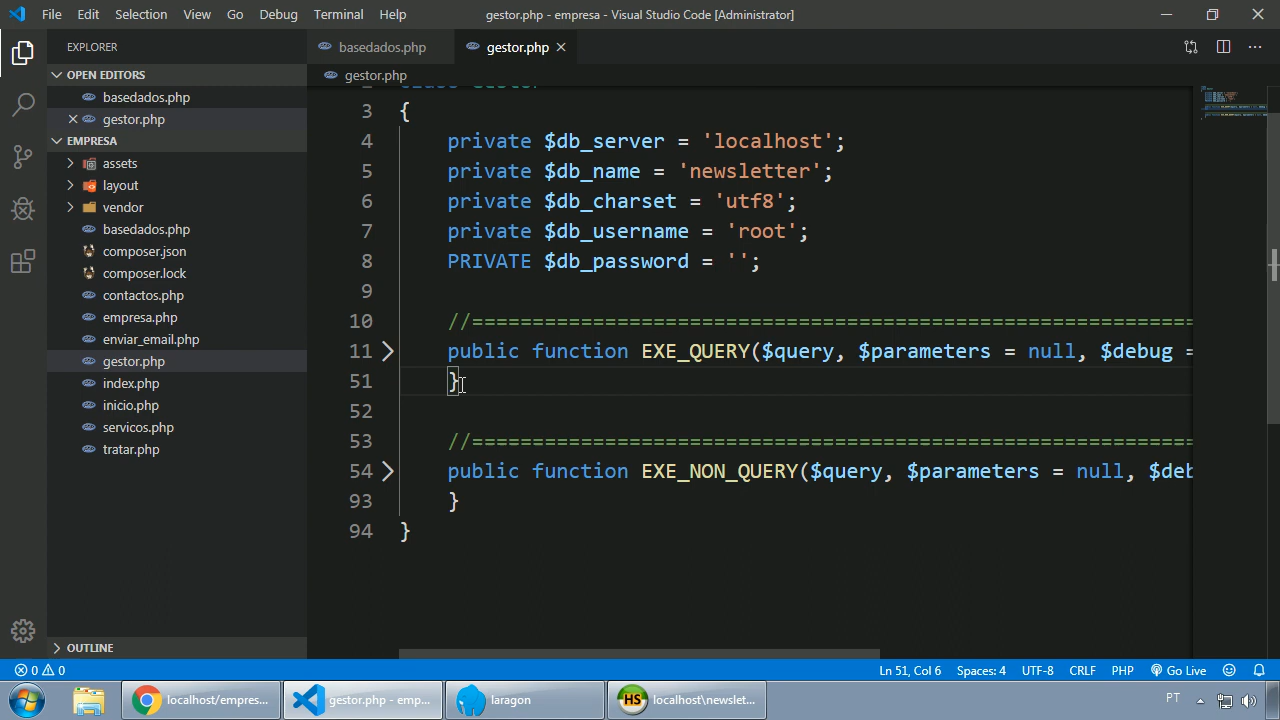 File Edit Selection View Go Debug Terminal Help gestor.php - empresa - Visual Studio Code [Administrator]
EXPLORER
basedados.php gestor.php
OPEN EDITORS
basedados.php
gestor.php
EMPRESA
assets
layout
vendor
basedados.php
composer.json
composer.lock
contactos.php
empresa.php
enviar_email.php
gestor.php
index.php
inicio.php
servicos.php
tratar.php
OUTLINE
gestor.php
3 {
4 private $db_server = 'localhost';
5 private $db_name = 'newsletter';
6 private $db_charset = 'utf8';
7 private $db_username = 'root';
8 PRIVATE $db_password = '';
9
10 //============================================================
11 public function EXE_QUERY($query, $parameters = null, $debug =
51 }
52
53 //============================================================
54 public function EXE_NON_QUERY($query, $parameters = null, $deb
93 }
94 }
0 0 Ln 51, Col 6 Spaces: 4 UTF-8 CRLF PHP Go Live
localhost/empres... gestor.php - emp... laragon HS localhost\newslet... PT